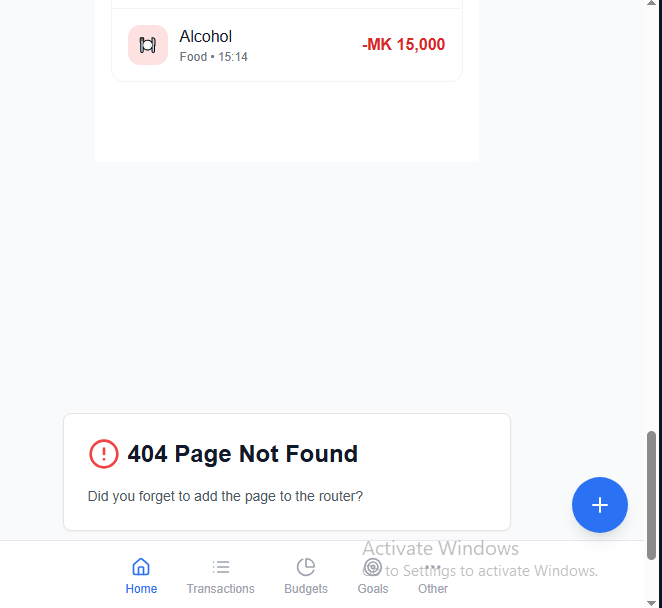 Alcohol
-MK 15,000
Food • 15:14
404 Page Not Found
Did you forget to add the page to the router?
Activate Windows
to Settings to activate Windows.
Home
Transactions
Budgets
Goals
Other